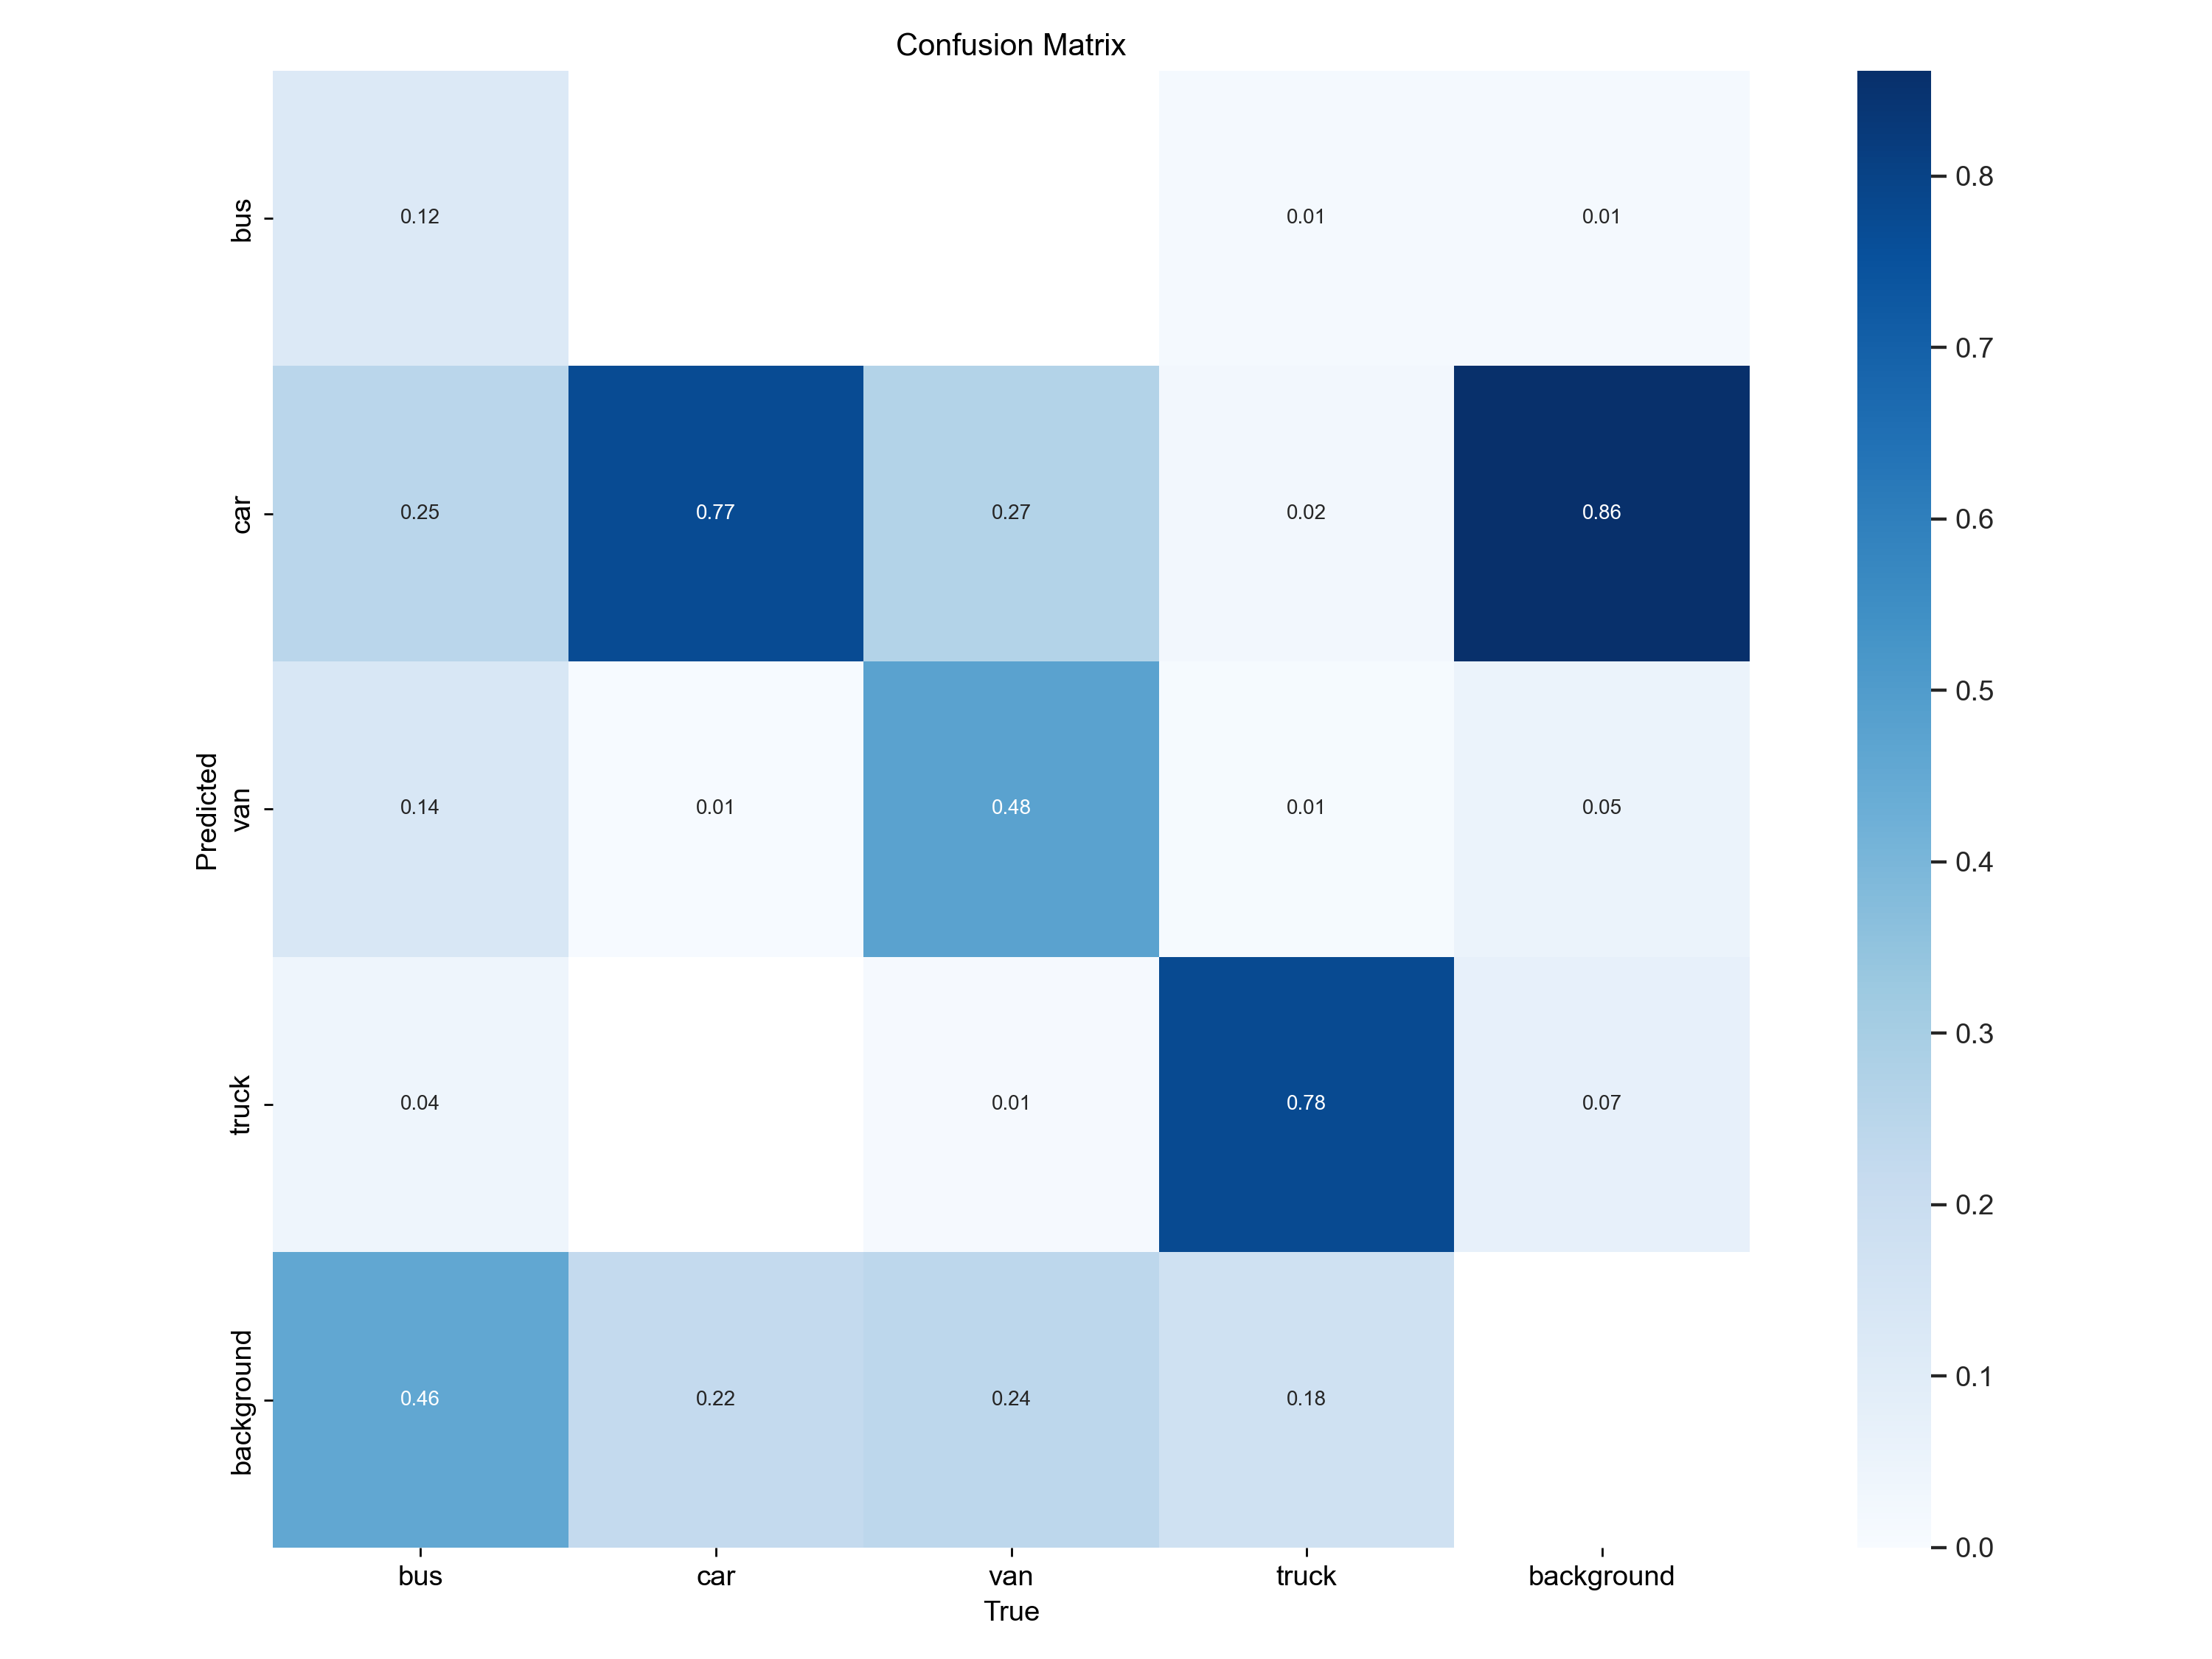 Confusion Matrix
bus 0.12 0.01 0.01
car 0.25 0.77 0.27 0.02 0.86
van 0.14 0.01 0.48 0.01 0.05
truck 0.04 0.01 0.78 0.07
background 0.46 0.22 0.24 0.18
Predicted
bus car van truck background
True
0.8
0.7
0.6
0.5
0.4
0.3
0.2
0.1
0.0